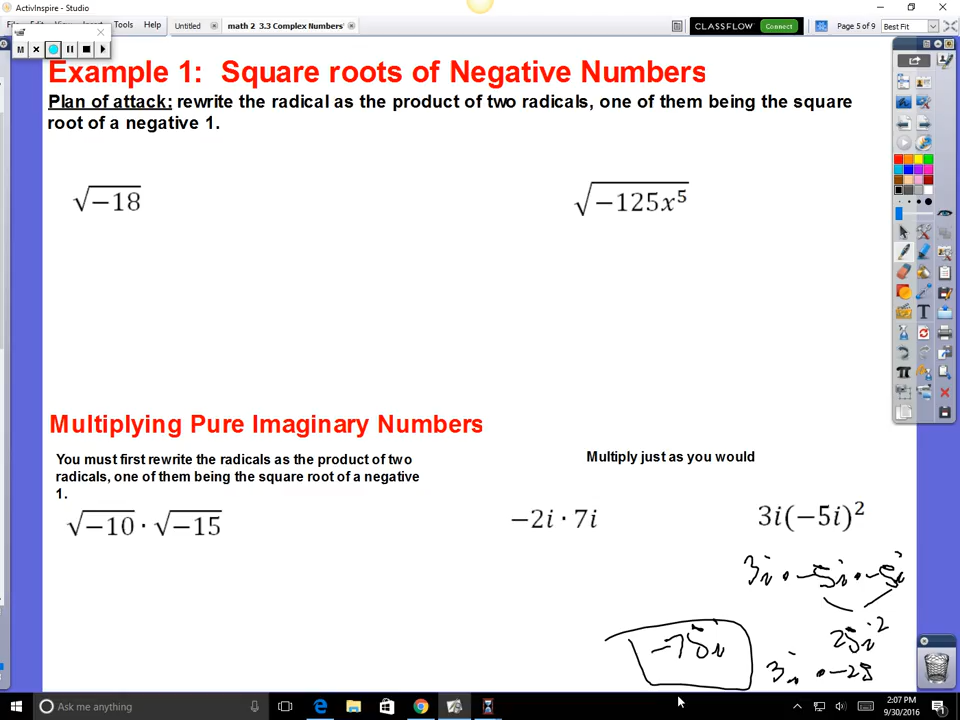 ActivInspire - Studio
File Edit View Insert Tools Help
Untitled
math 2 3.3 Complex Numbers*
CLASSFLOW
Connect
Page 5 of 9
Best Fit
M
Example 1: Square roots of Negative Numbers
Plan of attack: rewrite the radical as the product of two radicals, one of them being the square
root of a negative 1.
√−18
√−125x⁵
Multiplying Pure Imaginary Numbers
You must first rewrite the radicals as the product of two
radicals, one of them being the square root of a negative
1.
Multiply just as you would
√−10 · √−15
−2i · 7i
3i(−5i)²
3i · −5i · −5i
25i²
−75i
3i · −25
Ask me anything
2:07 PM
9/30/2016